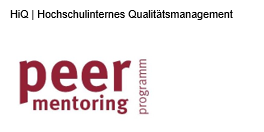 HiQ | Hochschulinternes Qualitätsmanagement
peer
mentoring
programm